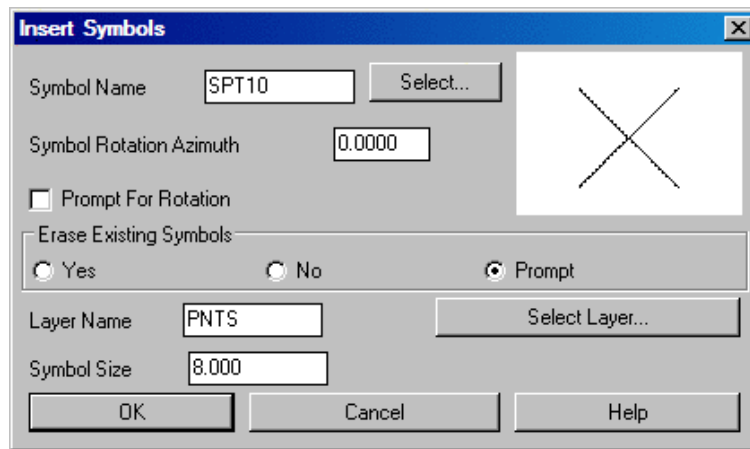 Insert Symbols
Symbol Name SPT10 Select...
Symbol Rotation Azimuth 0.0000
Prompt For Rotation
Erase Existing Symbols
Yes No Prompt
Layer Name PNTS Select Layer...
Symbol Size 8.000
OK Cancel Help